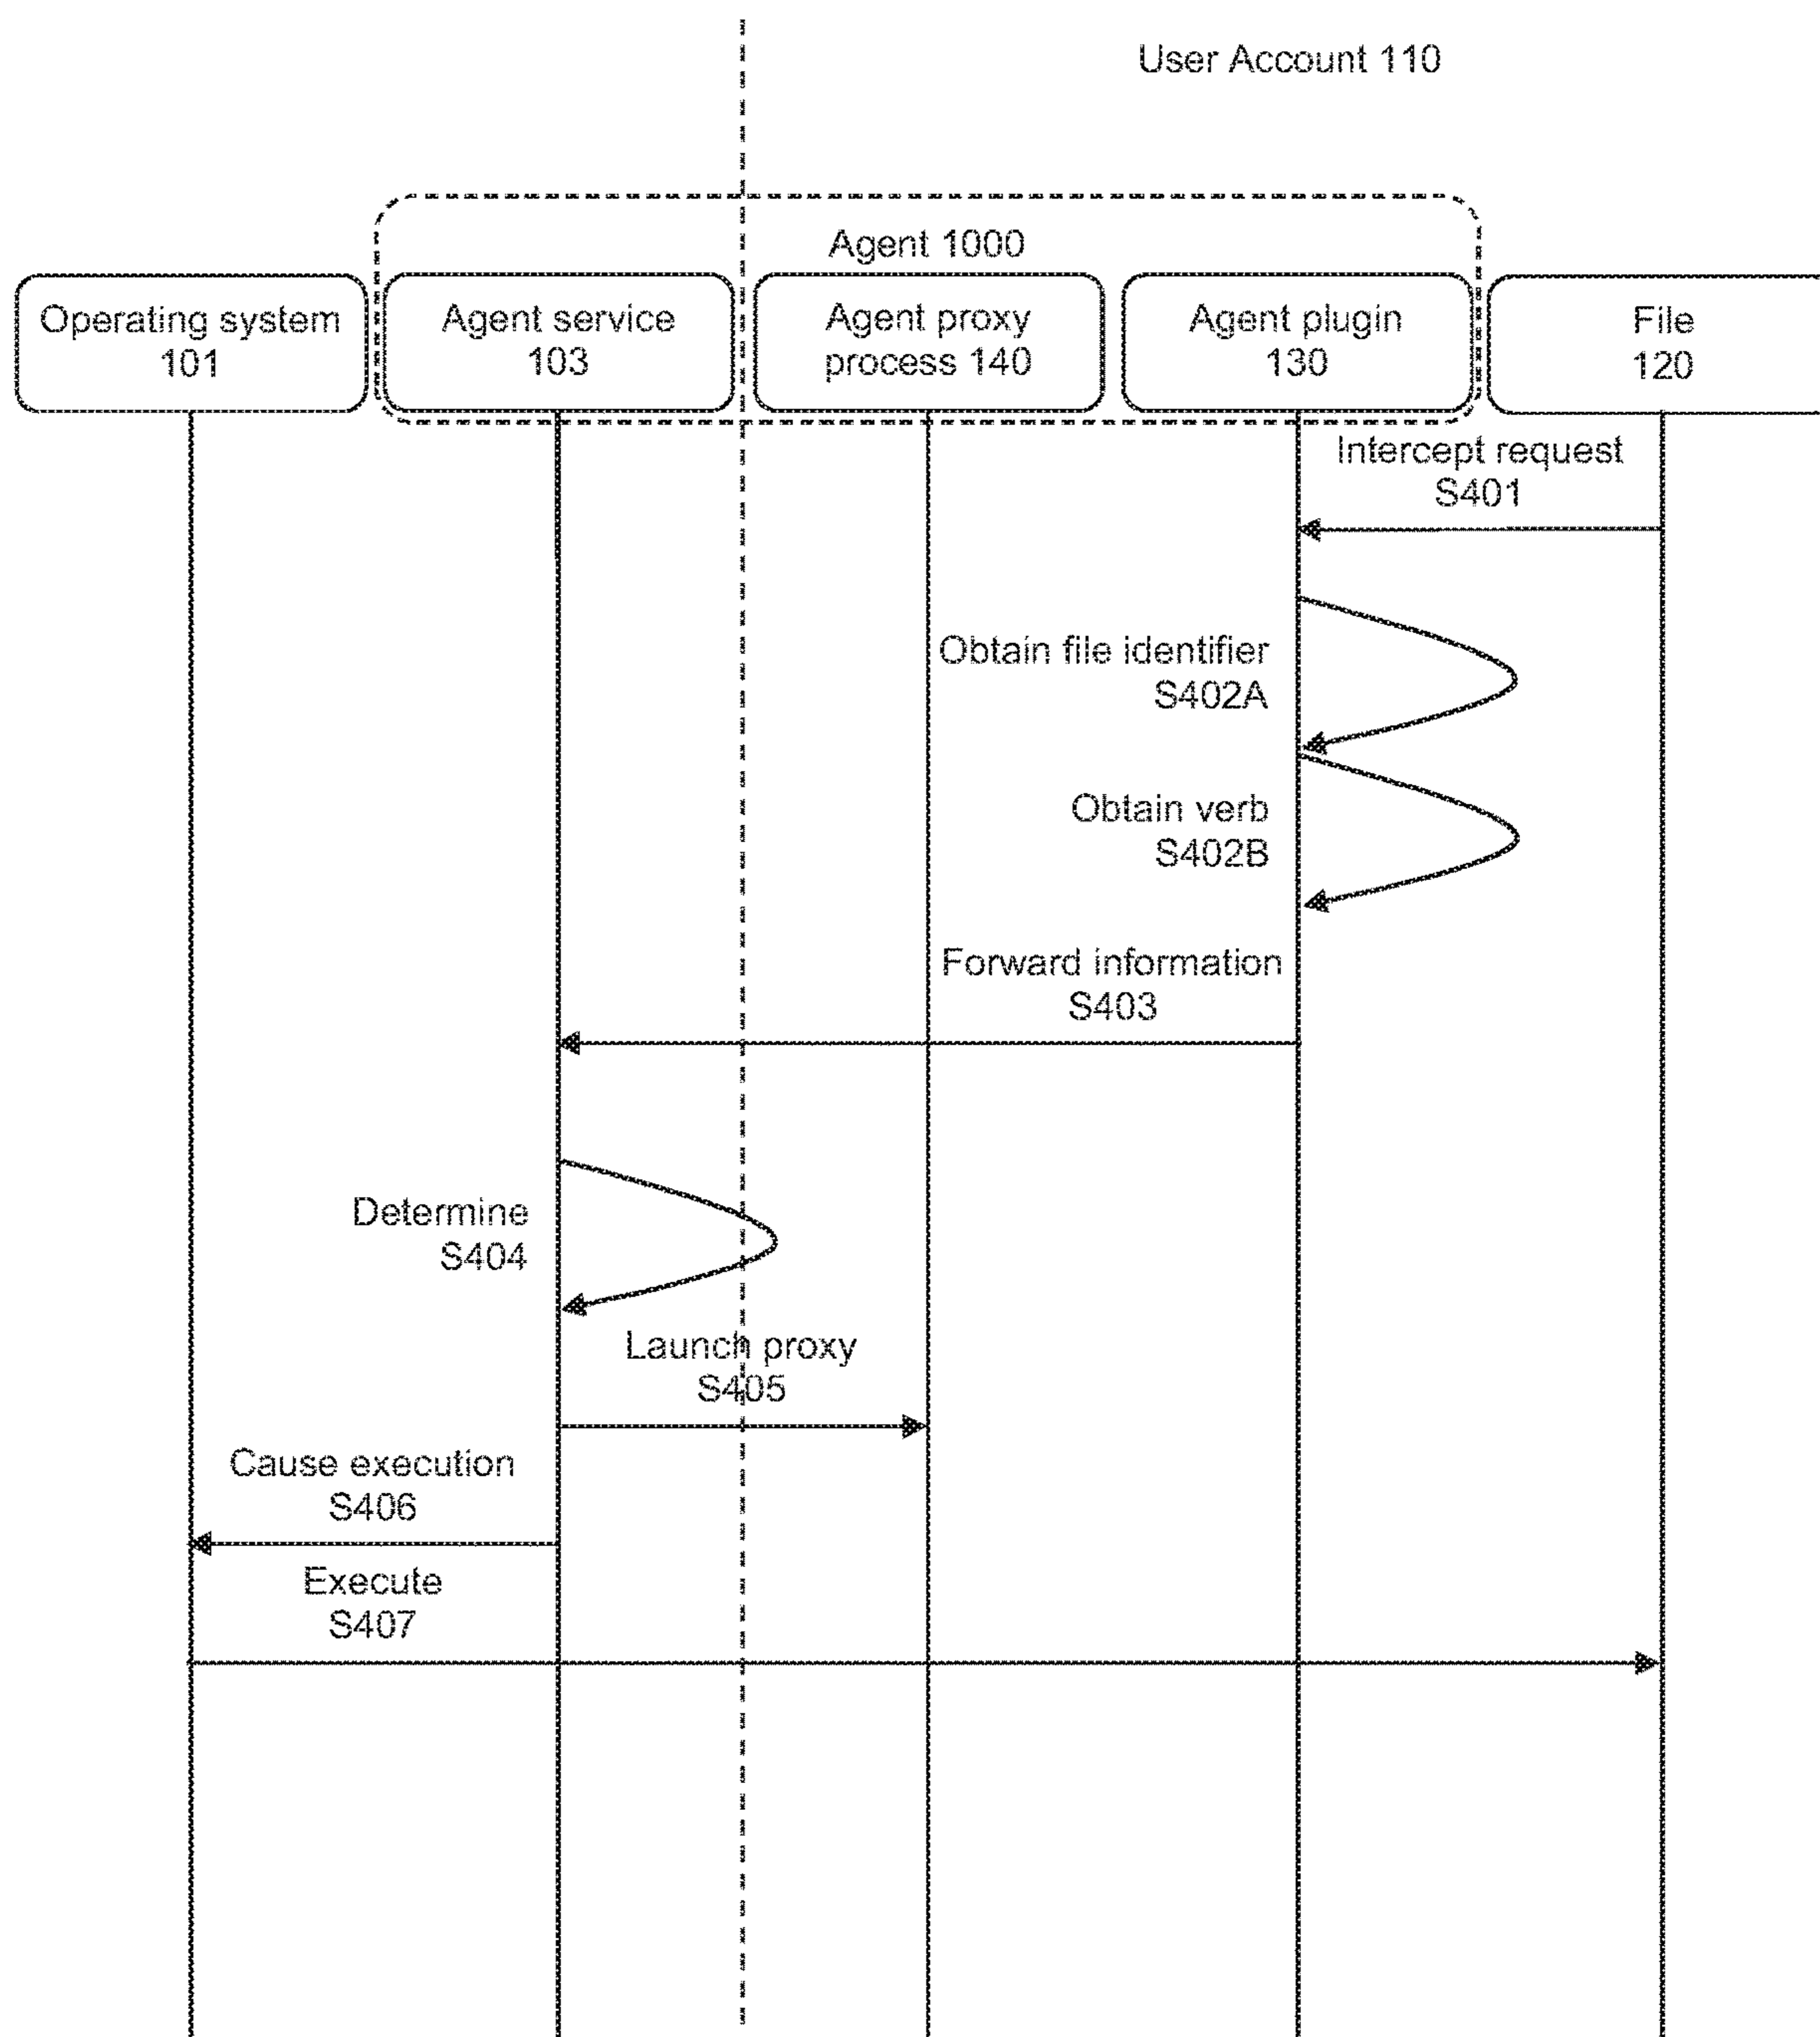 User Account 110
Agent 1000
Operating system
101
Agent service
103
Agent proxy
process 140
Agent plugin
130
File
120
Intercept request
S401
Obtain file identifier
S402A
Obtain verb
S402B
Forward information
S403
Determine
S404
Launch proxy
S405
Cause execution
S406
Execute
S407